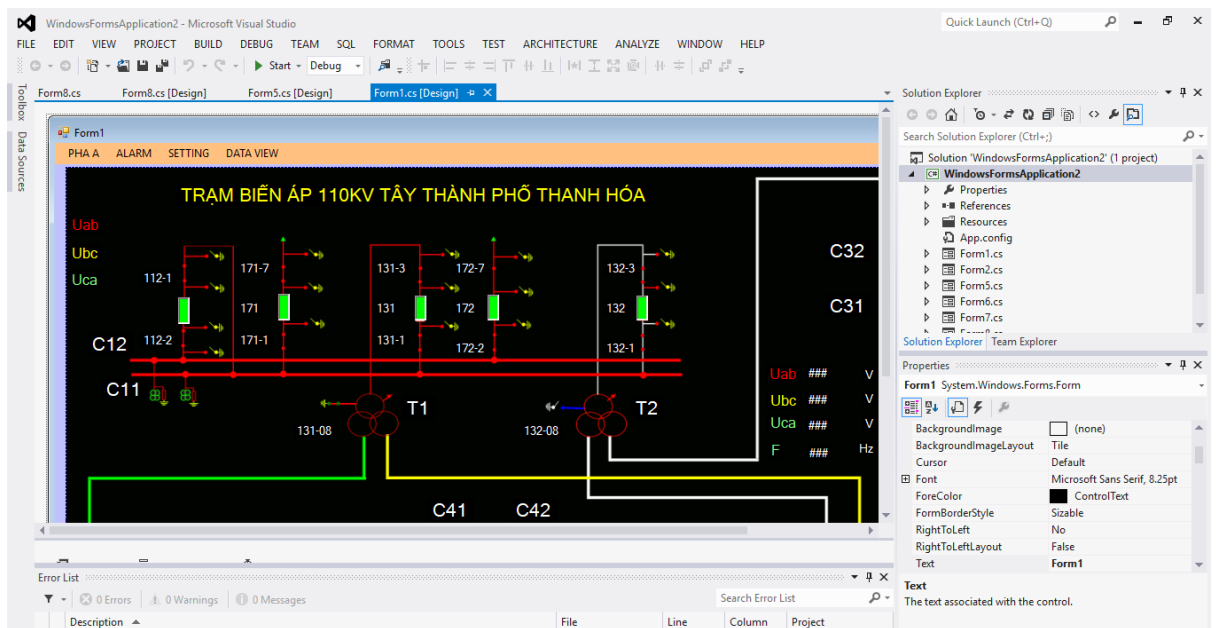 WindowsFormsApplication2 - Microsoft Visual Studio
Quick Launch (Ctrl+Q)
FILE EDIT VIEW PROJECT BUILD DEBUG TEAM SQL FORMAT TOOLS TEST ARCHITECTURE ANALYZE WINDOW HELP
Start Debug
Toolbox
Data Sources
Form8.cs Form8.cs [Design] Form5.cs [Design] Form1.cs [Design]
Form1
PHA A ALARM SETTING DATA VIEW
TRẠM BIẾN ÁP 110KV TÂY THÀNH PHỐ THANH HÓA
Uab
Ubc
Uca
112-1 171-7 131-3 172-7 132-3
C32
171 131 172 132
C31
C12 112-2 171-1 131-1 172-2 132-1
C11
131-08 T1 132-08 T2
Uab ### V
Ubc ### V
Uca ### V
F ### Hz
C41 C42
Error List
0 Errors 0 Warnings 0 Messages
Search Error List
Description File Line Column Project
Solution Explorer
Search Solution Explorer (Ctrl+;)
Solution 'WindowsFormsApplication2' (1 project)
WindowsFormsApplication2
Properties
References
Resources
App.config
Form1.cs
Form2.cs
Form5.cs
Form6.cs
Form7.cs
Solution Explorer Team Explorer
Properties
Form1 System.Windows.Forms.Form
BackgroundImage (none)
BackgroundImageLayout Tile
Cursor Default
Font Microsoft Sans Serif, 8.25pt
ForeColor ControlText
FormBorderStyle Sizable
RightToLeft No
RightToLeftLayout False
Text Form1
Text
The text associated with the control.